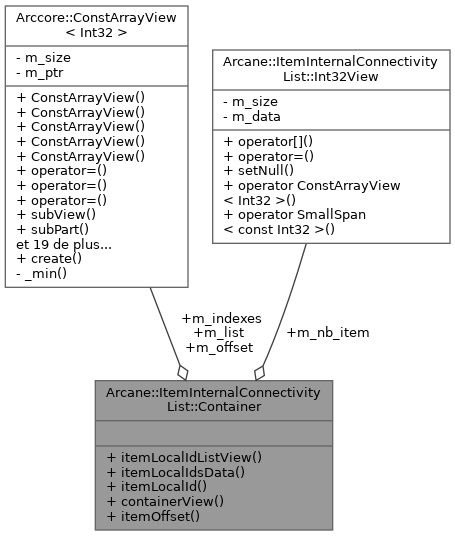 Arccore::ConstArrayView
< Int32 >
- m_size
- m_ptr
+ ConstArrayView()
+ ConstArrayView()
+ ConstArrayView()
+ ConstArrayView()
+ ConstArrayView()
+ operator=()
+ operator=()
+ operator=()
+ subView()
+ subPart()
et 19 de plus...
+ create()
- _min()
Arcane::ItemInternalConnectivity
List::Int32View
- m_size
- m_data
+ operator[]()
+ operator=()
+ setNull()
+ operator ConstArrayView
< Int32 >()
+ operator SmallSpan
< const Int32 >()
+m_indexes
+m_list
+m_offset
+m_nb_item
Arcane::ItemInternalConnectivity
List::Container
+ itemLocalIdListView()
+ itemLocalIdsData()
+ itemLocalId()
+ containerView()
+ itemOffset()